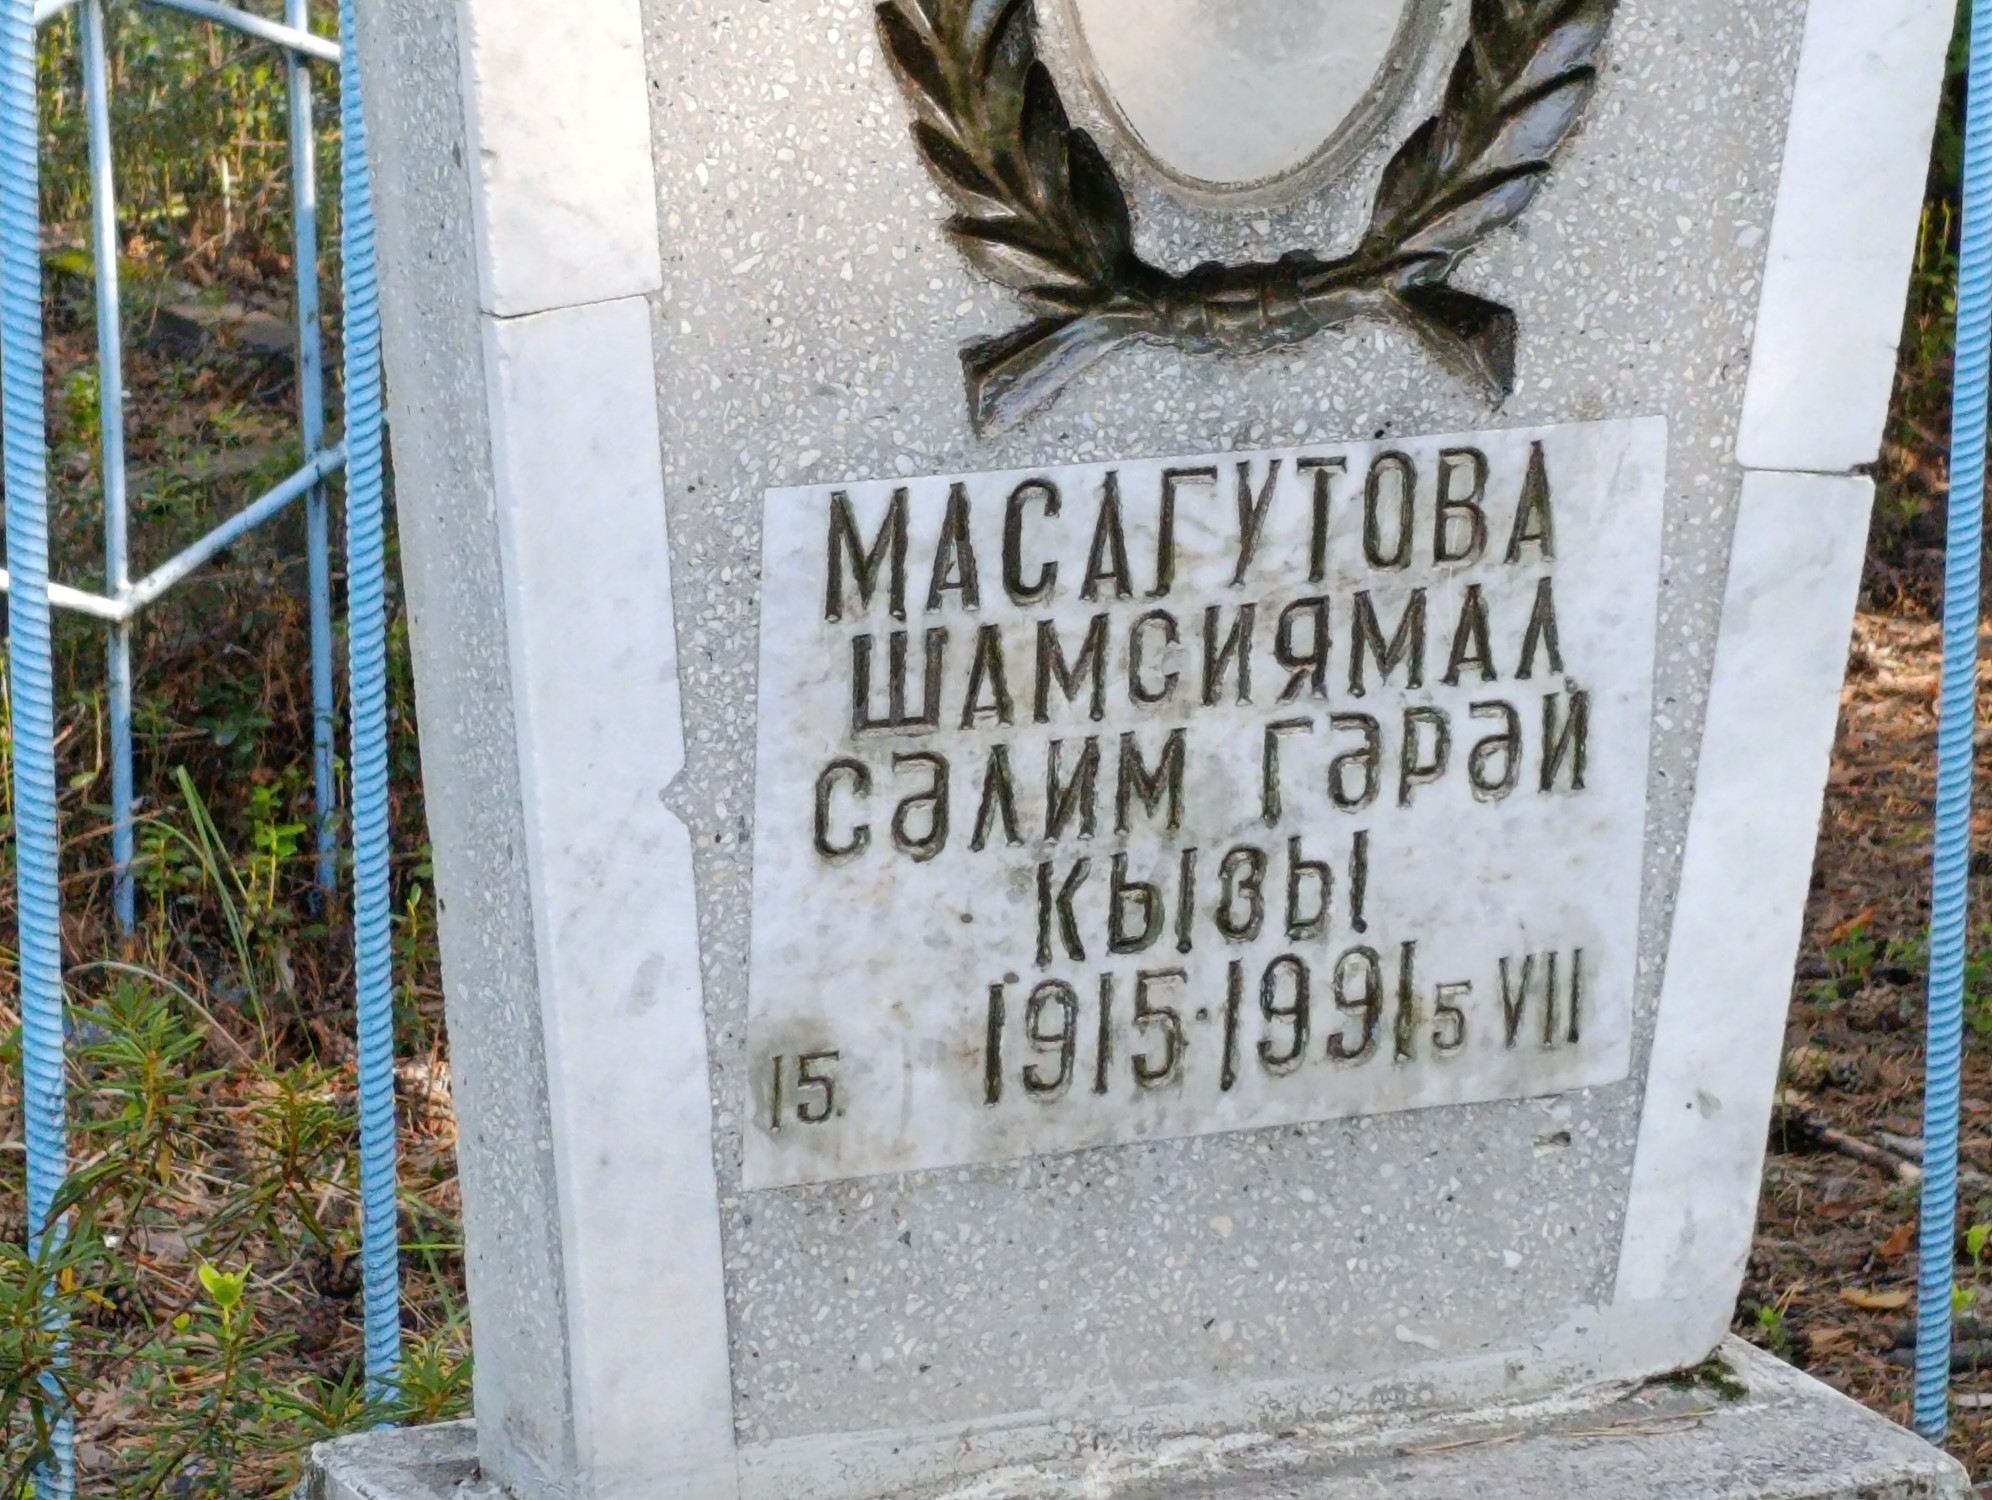 МАСАГУТОВА
ШАМСИЯМАЛ
СӘЛИМ ГӘРӘЙ
КЫЗЫ
15. 1915·1991 5 VII